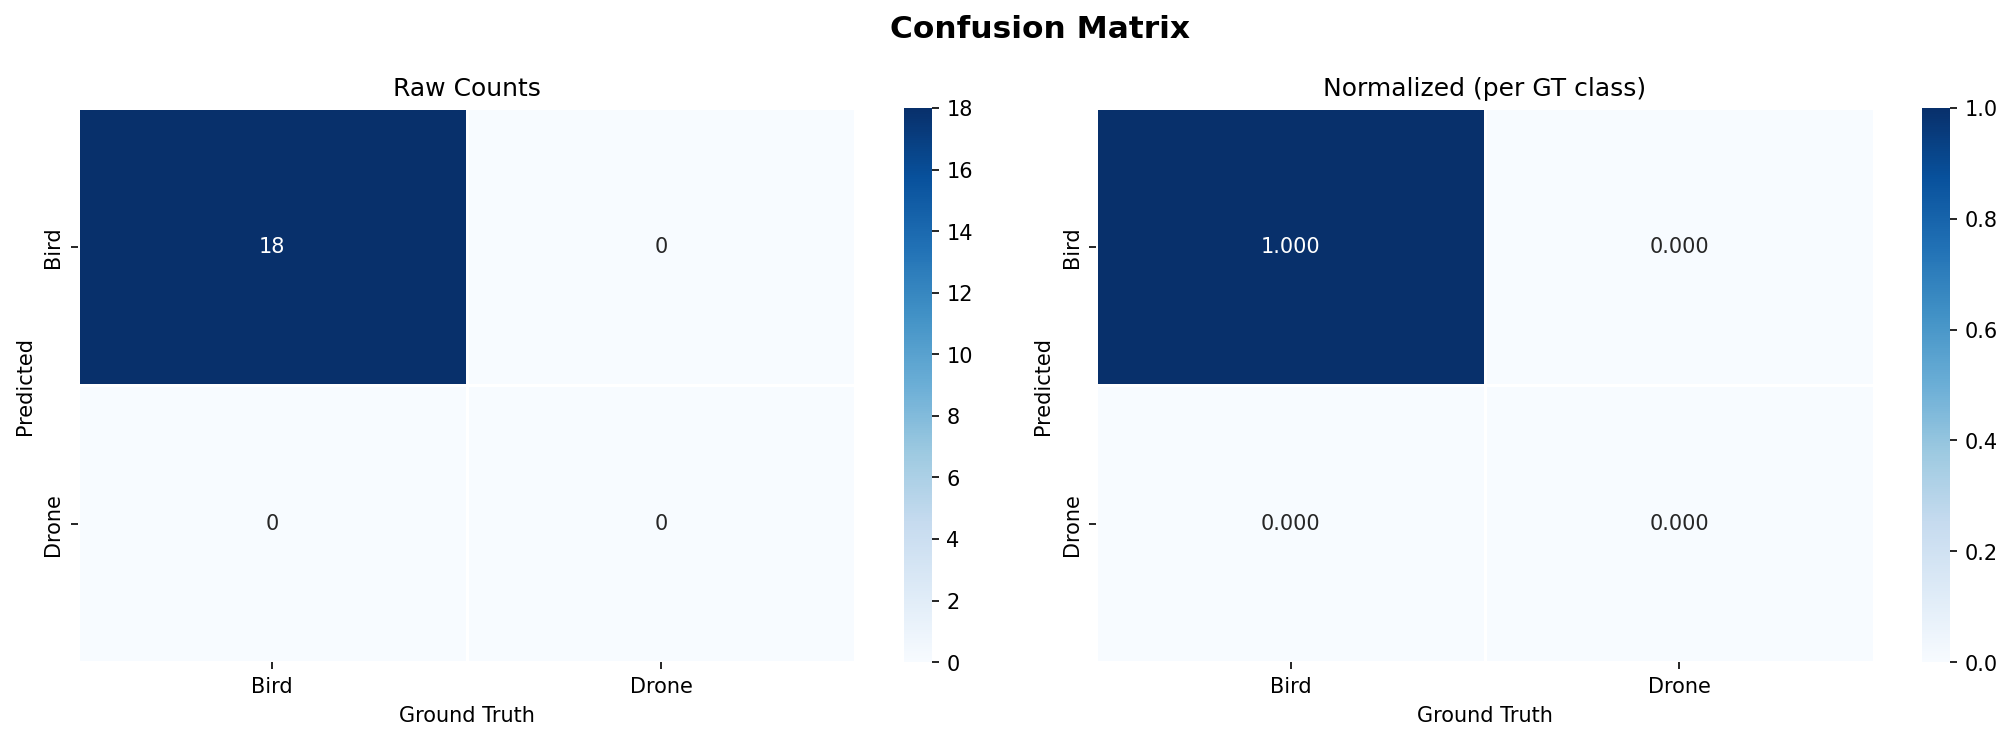 Confusion Matrix
Raw Counts
Predicted
Bird
Drone
18
0
0
0
Bird
Drone
Ground Truth
18
16
14
12
10
8
6
4
2
0
Normalized (per GT class)
Predicted
Bird
Drone
1.000
0.000
0.000
0.000
Bird
Drone
Ground Truth
1.0
0.8
0.6
0.4
0.2
0.0